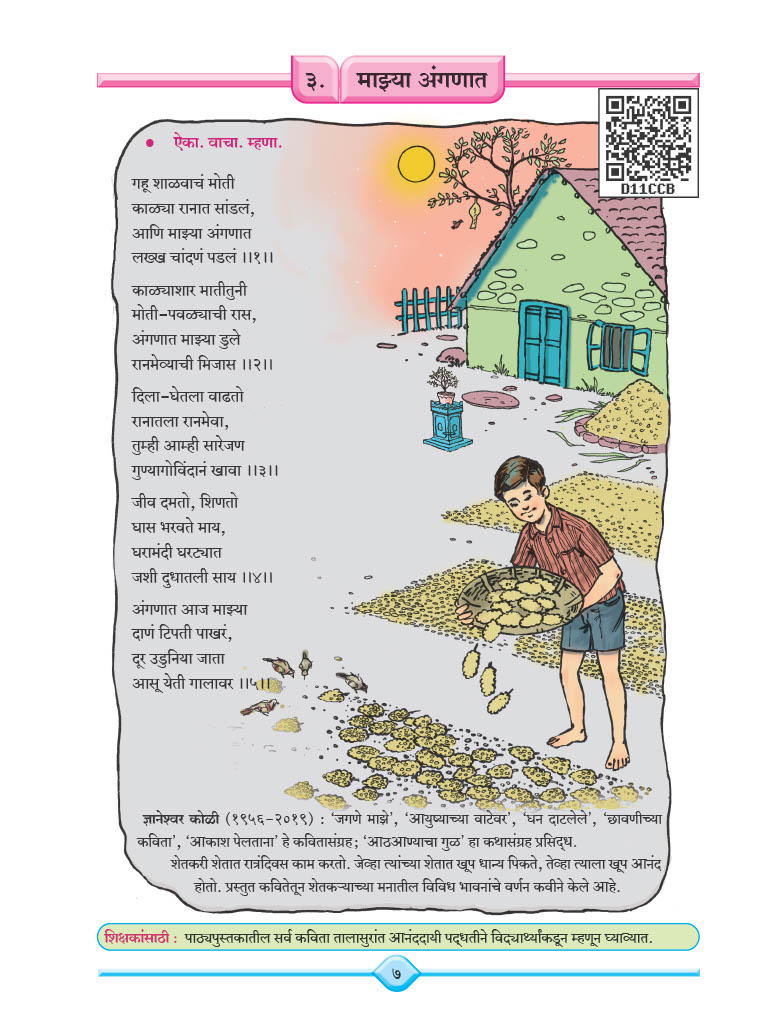 ३. माझ्या अंगणात
D11CCB
• ऐका. वाचा. म्हणा.
गहू शाळवाचं मोती
काळ्या रानात सांडलं,
आणि माझ्या अंगणात
लख्ख चांदणं पडलं ।।१।।
काळ्याशार मातीतुनी
मोती-पवळ्याची रास,
अंगणात माझ्या डुले
रानमेव्याची मिजास ।।२।।
दिला-घेतला वाढतो
रानातला रानमेवा,
तुम्ही आम्ही सारेजण
गुण्यागोविंदानं खावा ।।३।।
जीव दमतो, शिणतो
घास भरवते माय,
घरामंदी घरट्यात
जशी दुधातली साय ।।४।।
अंगणात आज माझ्या
दाणं टिपती पाखरं,
दूर उडुनिया जाता
आसू येती गालावर ।।५।।
ज्ञानेश्वर कोळी (१९५६-२०१९) : ‘जगणे माझे’, ‘आयुष्याच्या वाटेवर’, ‘घन दाटलेले’, ‘छावणीच्या
कविता’, ‘आकाश पेलताना’ हे कवितासंग्रह; ‘आठआण्याचा गुळ’ हा कथासंग्रह प्रसिद्ध.
शेतकरी शेतात रात्रंदिवस काम करतो. जेव्हा त्यांच्या शेतात खूप धान्य पिकते, तेव्हा त्याला खूप आनंद
होतो. प्रस्तुत कवितेतून शेतकऱ्याच्या मनातील विविध भावनांचे वर्णन कवीने केले आहे.
शिक्षकांसाठी : पाठ्यपुस्तकातील सर्व कविता तालासुरांत आनंददायी पद्धतीने विद्यार्थ्यांकडून म्हणून घ्याव्यात.
७